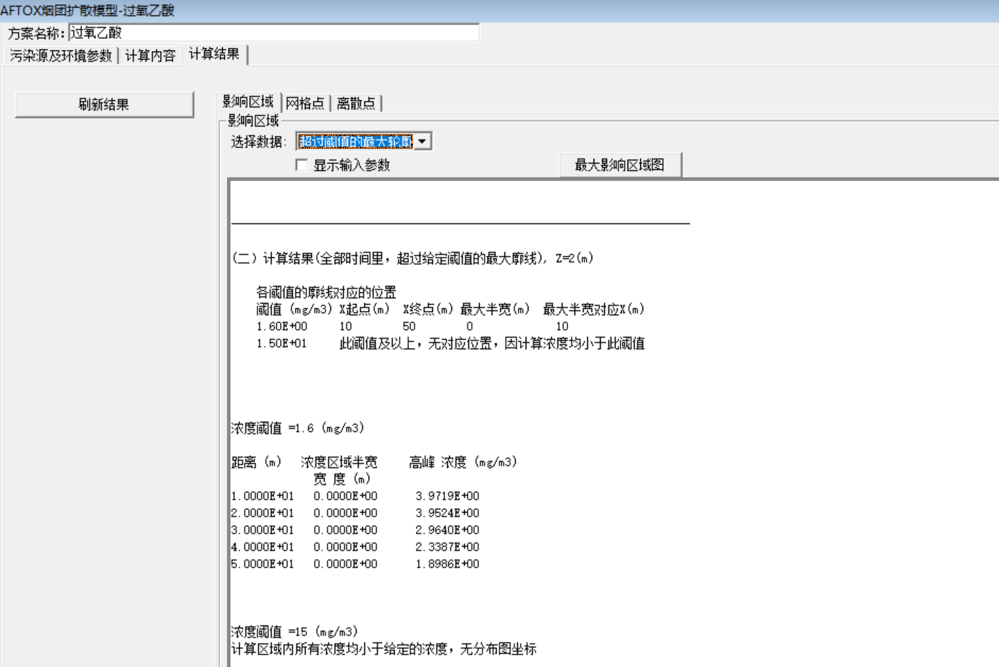 AFTOX烟团扩散模型-过氧乙酸
方案名称: 过氧乙酸
污染源及环境参数 计算内容 计算结果
刷新结果
影响区域 网格点 离散点
影响区域
选择数据: 超过阈值的最大轮廓
显示输入参数
最大影响区域图
(二) 计算结果(全部时间里, 超过给定阈值的最大廓线), Z=2(m)
各阈值的廓线对应的位置
阈值 (mg/m3) X起点(m) X终点(m) 最大半宽(m) 最大半宽对应X(m)
1.60E+00 10 50 0 10
1.50E+01 此阈值及以上, 无对应位置, 因计算浓度均小于此阈值
浓度阈值 =1.6 (mg/m3)
距离 (m) 浓度区域半宽 高峰 浓度 (mg/m3)
宽 度 (m)
1.0000E+01 0.0000E+00 3.9719E+00
2.0000E+01 0.0000E+00 3.9524E+00
3.0000E+01 0.0000E+00 2.9640E+00
4.0000E+01 0.0000E+00 2.3387E+00
5.0000E+01 0.0000E+00 1.8986E+00
浓度阈值 =15 (mg/m3)
计算区域内所有浓度均小于给定的浓度, 无分布图坐标